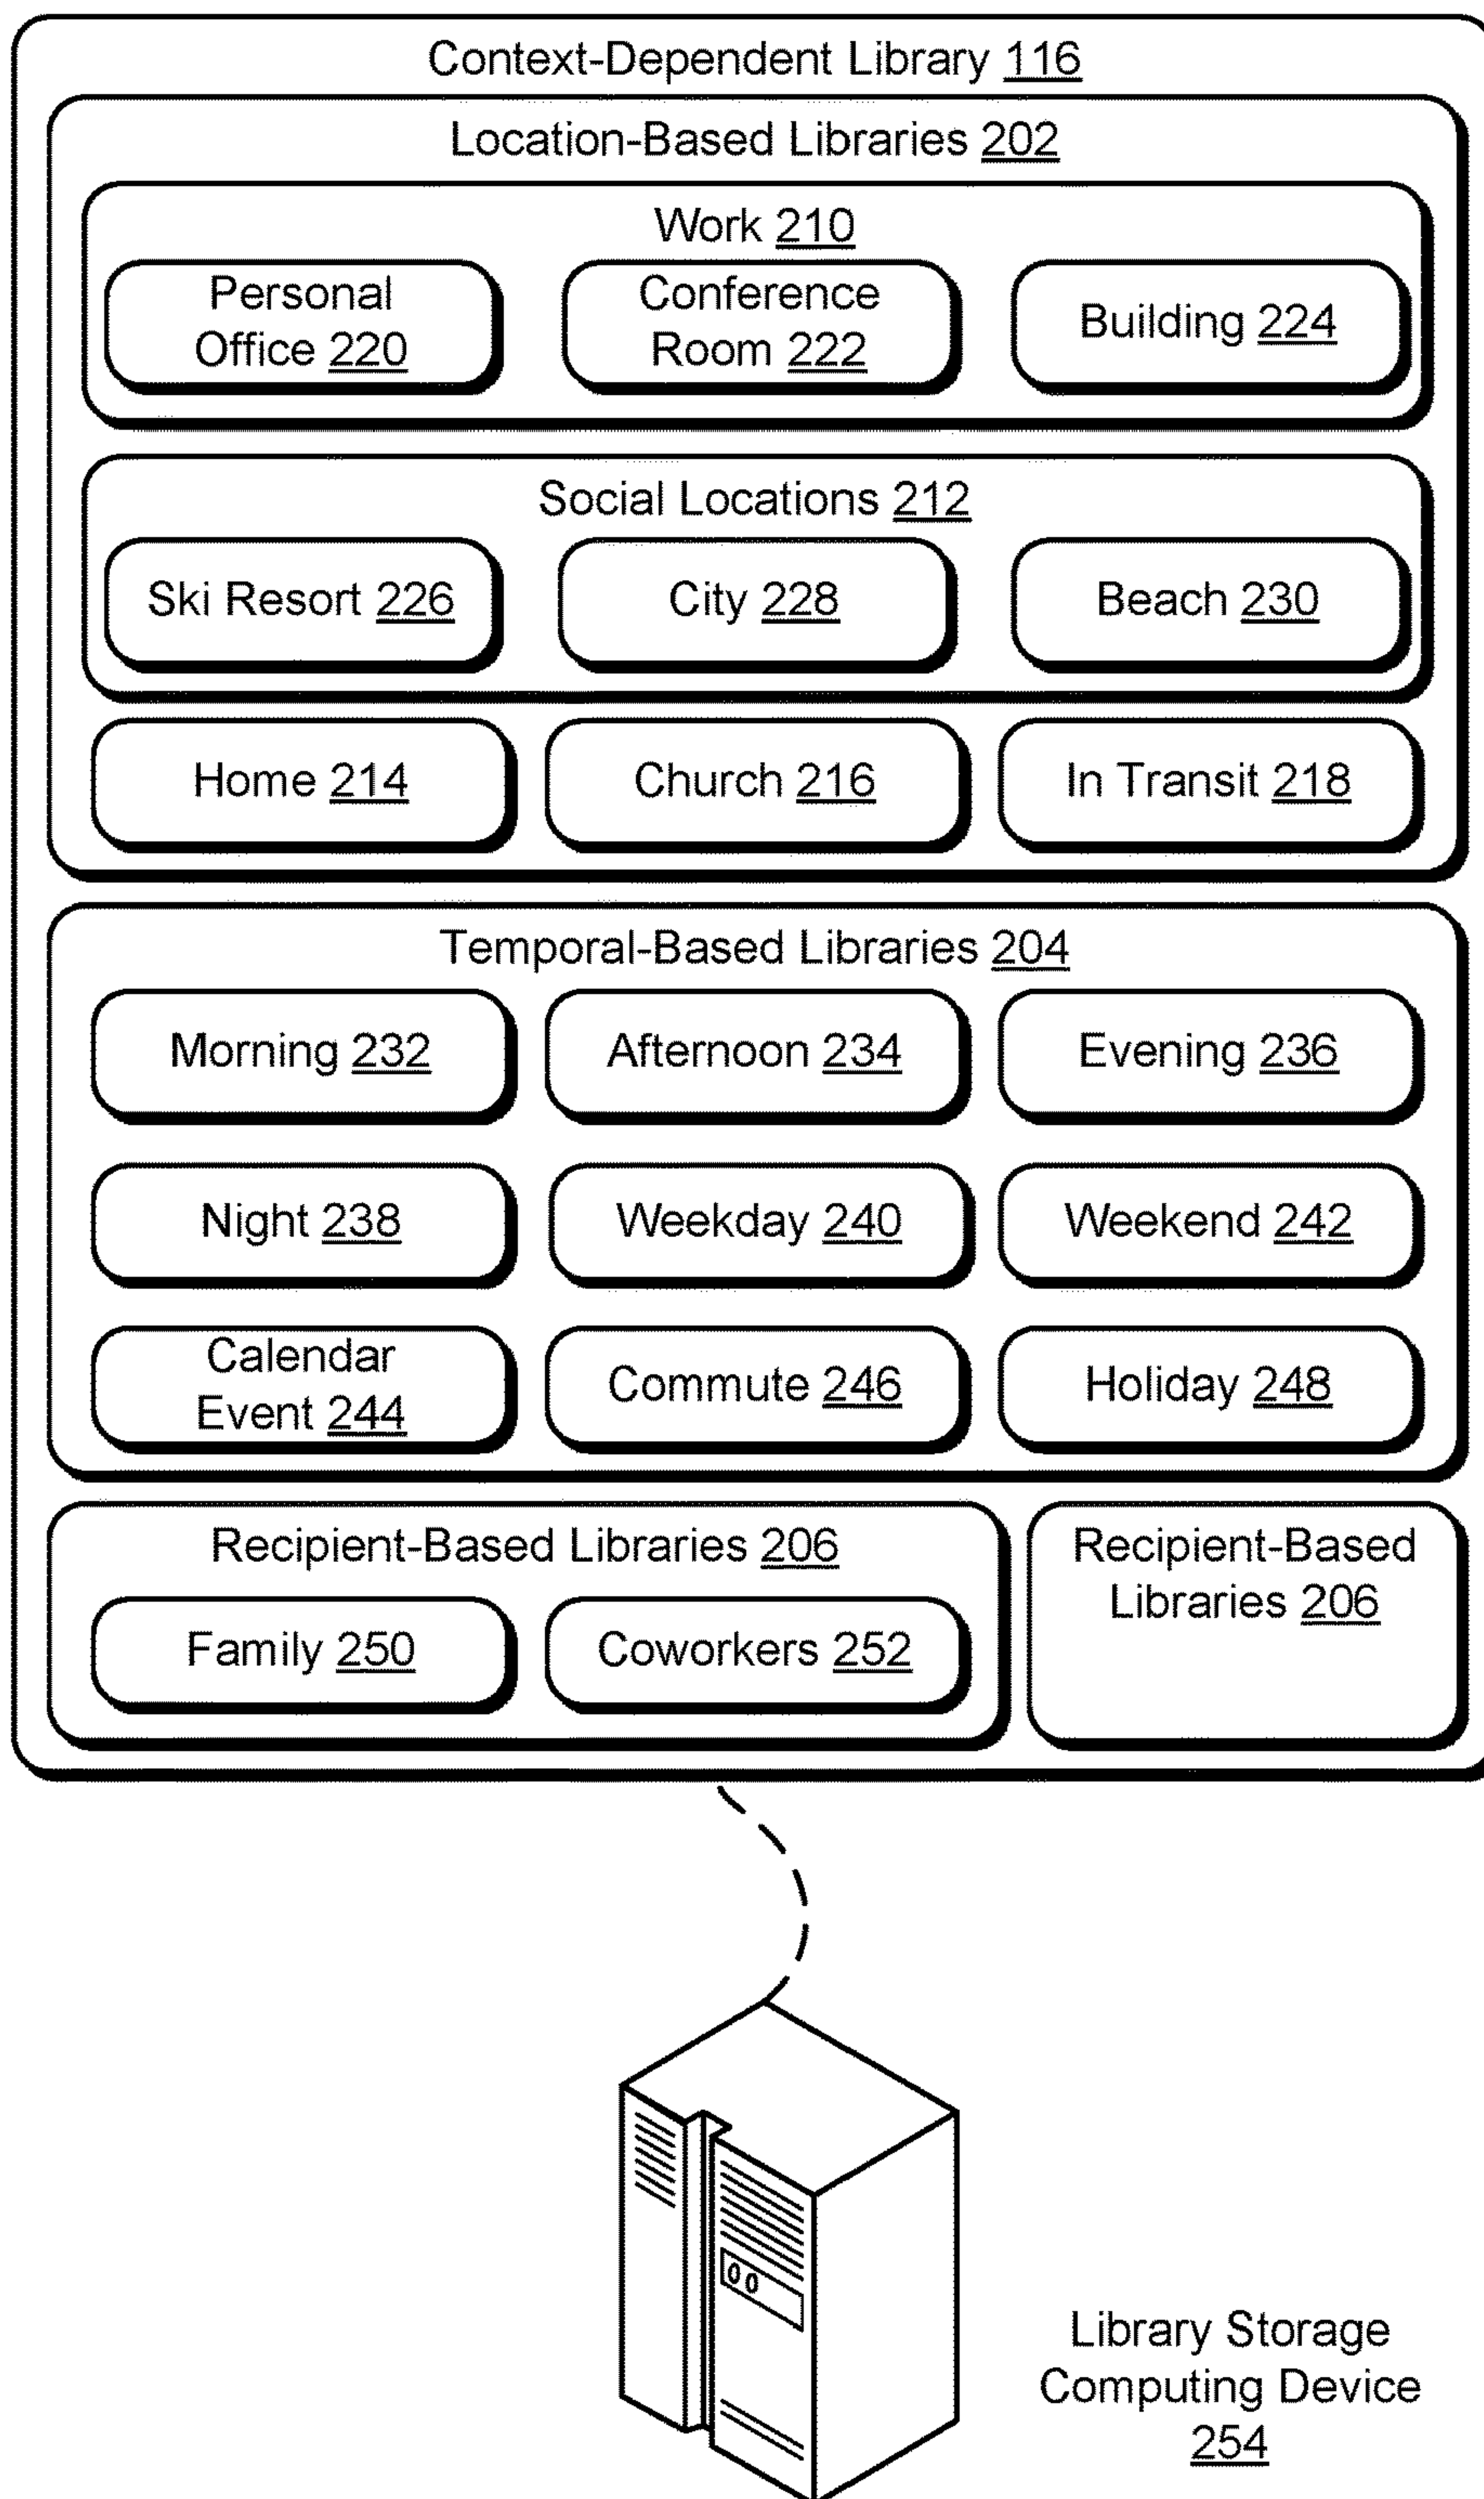 Context-Dependent Library 116
Location-Based Libraries 202
Work 210
Personal
Office 220
Conference
Room 222
Building 224
Social Locations 212
Ski Resort 226
City 228
Beach 230
Home 214
Church 216
In Transit 218
Temporal-Based Libraries 204
Morning 232
Afternoon 234
Evening 236
Night 238
Weekday 240
Weekend 242
Calendar
Event 244
Commute 246
Holiday 248
Recipient-Based Libraries 206
Family 250
Coworkers 252
Recipient-Based
Libraries 206
Library Storage
Computing Device
254